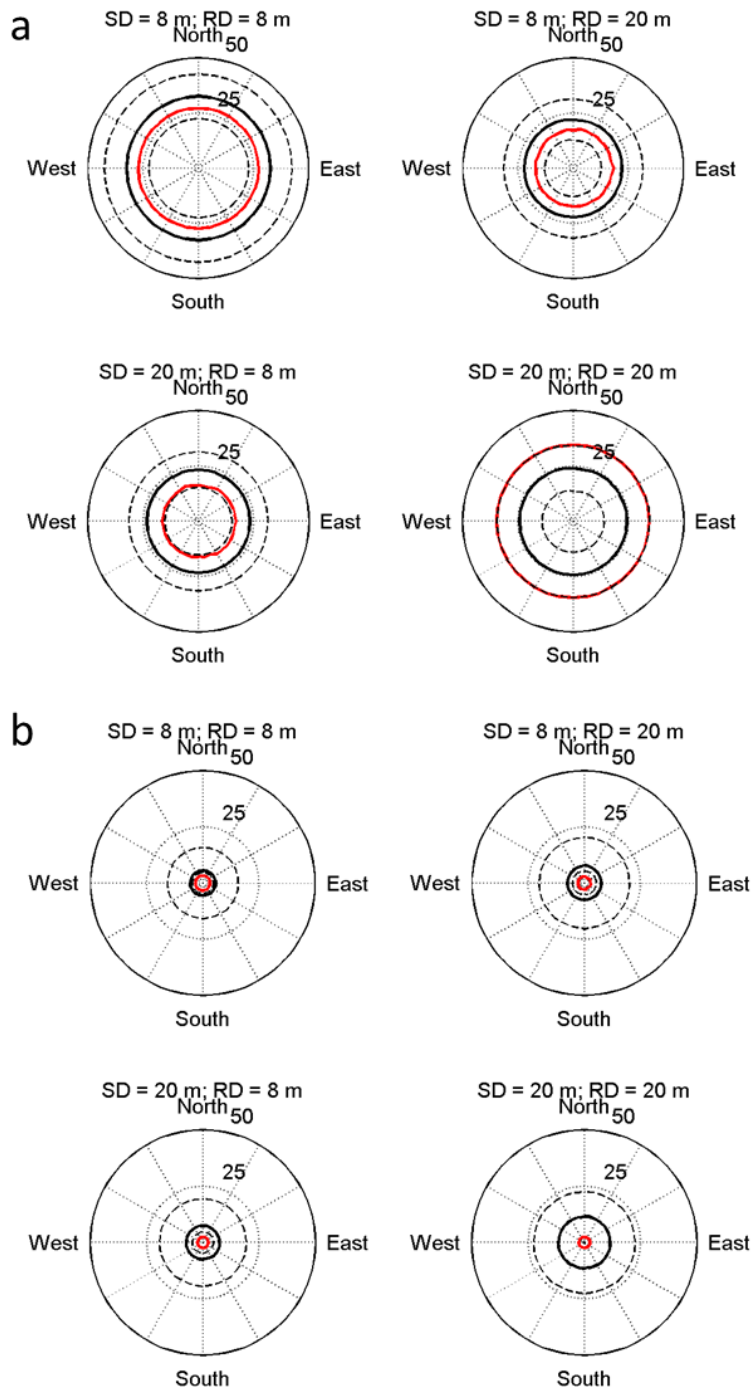 a
SD = 8 m; RD = 8 m
North 50
25
West East
South
SD = 8 m; RD = 20 m
North 50
25
West East
South
SD = 20 m; RD = 8 m
North 50
25
West East
South
SD = 20 m; RD = 20 m
North 50
25
West East
South
b
SD = 8 m; RD = 8 m
North 50
25
West East
South
SD = 8 m; RD = 20 m
North 50
25
West East
South
SD = 20 m; RD = 8 m
North 50
25
West East
South
SD = 20 m; RD = 20 m
North 50
25
West East
South